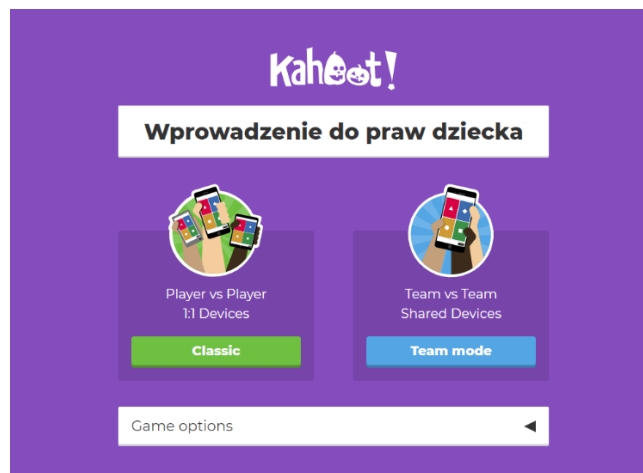 Kahoot!
Wprowadzenie do praw dziecka
Player vs Player
1:1 Devices
Classic
Team vs Team
Shared Devices
Team mode
Game options